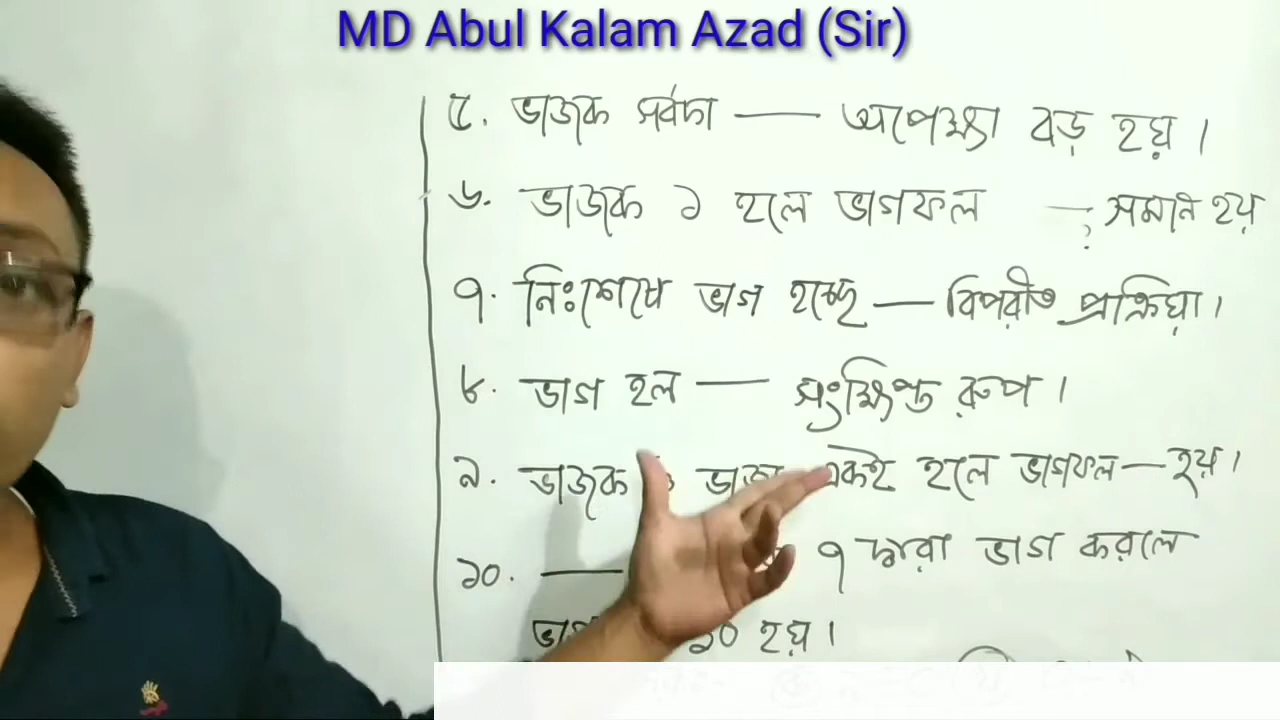 MD Abul Kalam Azad (Sir)
৫. ভাজক সর্বদা — অপেক্ষা বড় হয়।
৬. ভাজক ১ হলে ভাগফল — ? সমান হয়
৭. নিঃশেষে ভাগ হচ্ছে — বিপরীত প্রক্রিয়া।
৮. ভাগ হল — সংক্ষিপ্ত রুপ।
৯. ভাজক ভাজ্য একই হলে ভাগফল — হয়।
১০. — ৭ দ্বারা ভাগ করলে
১০ হয়।